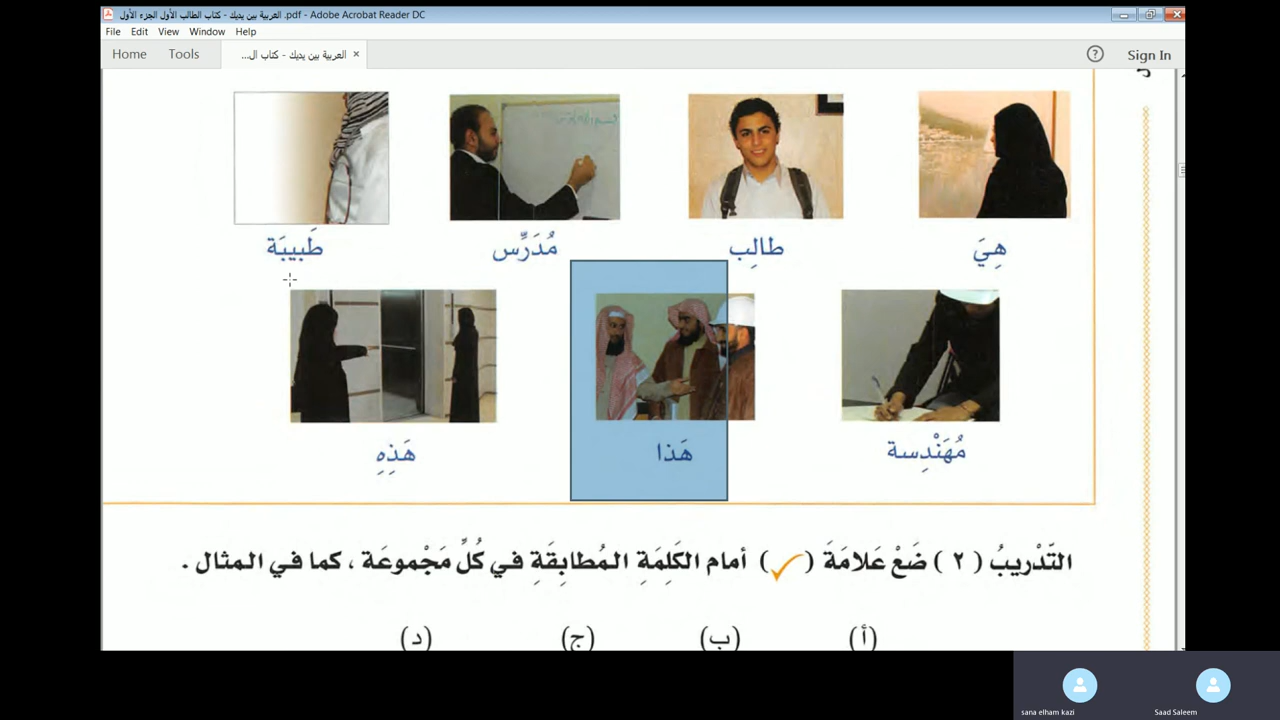 العربية بين يديك - كتاب الطالب الأول الجزء الأول .pdf - Adobe Acrobat Reader DC
File Edit View Window Help
Home Tools العربية بين يديك - كتاب ال... × ? Sign In
هِيَ طالِب مُدَرِّس طَبيبَة
مُهَنْدِسة هَذا هَذِهِ
التَّدْريبُ ( ٢ ) ضَعْ عَلامَةَ ( ✓ ) أمام الكَلِمَةِ المُطابِقَةِ في كُلِّ مَجْموعَة ، كما في المثال .
(أ) (ب) (ج) (د)
sana elham kazi Saad Saleem